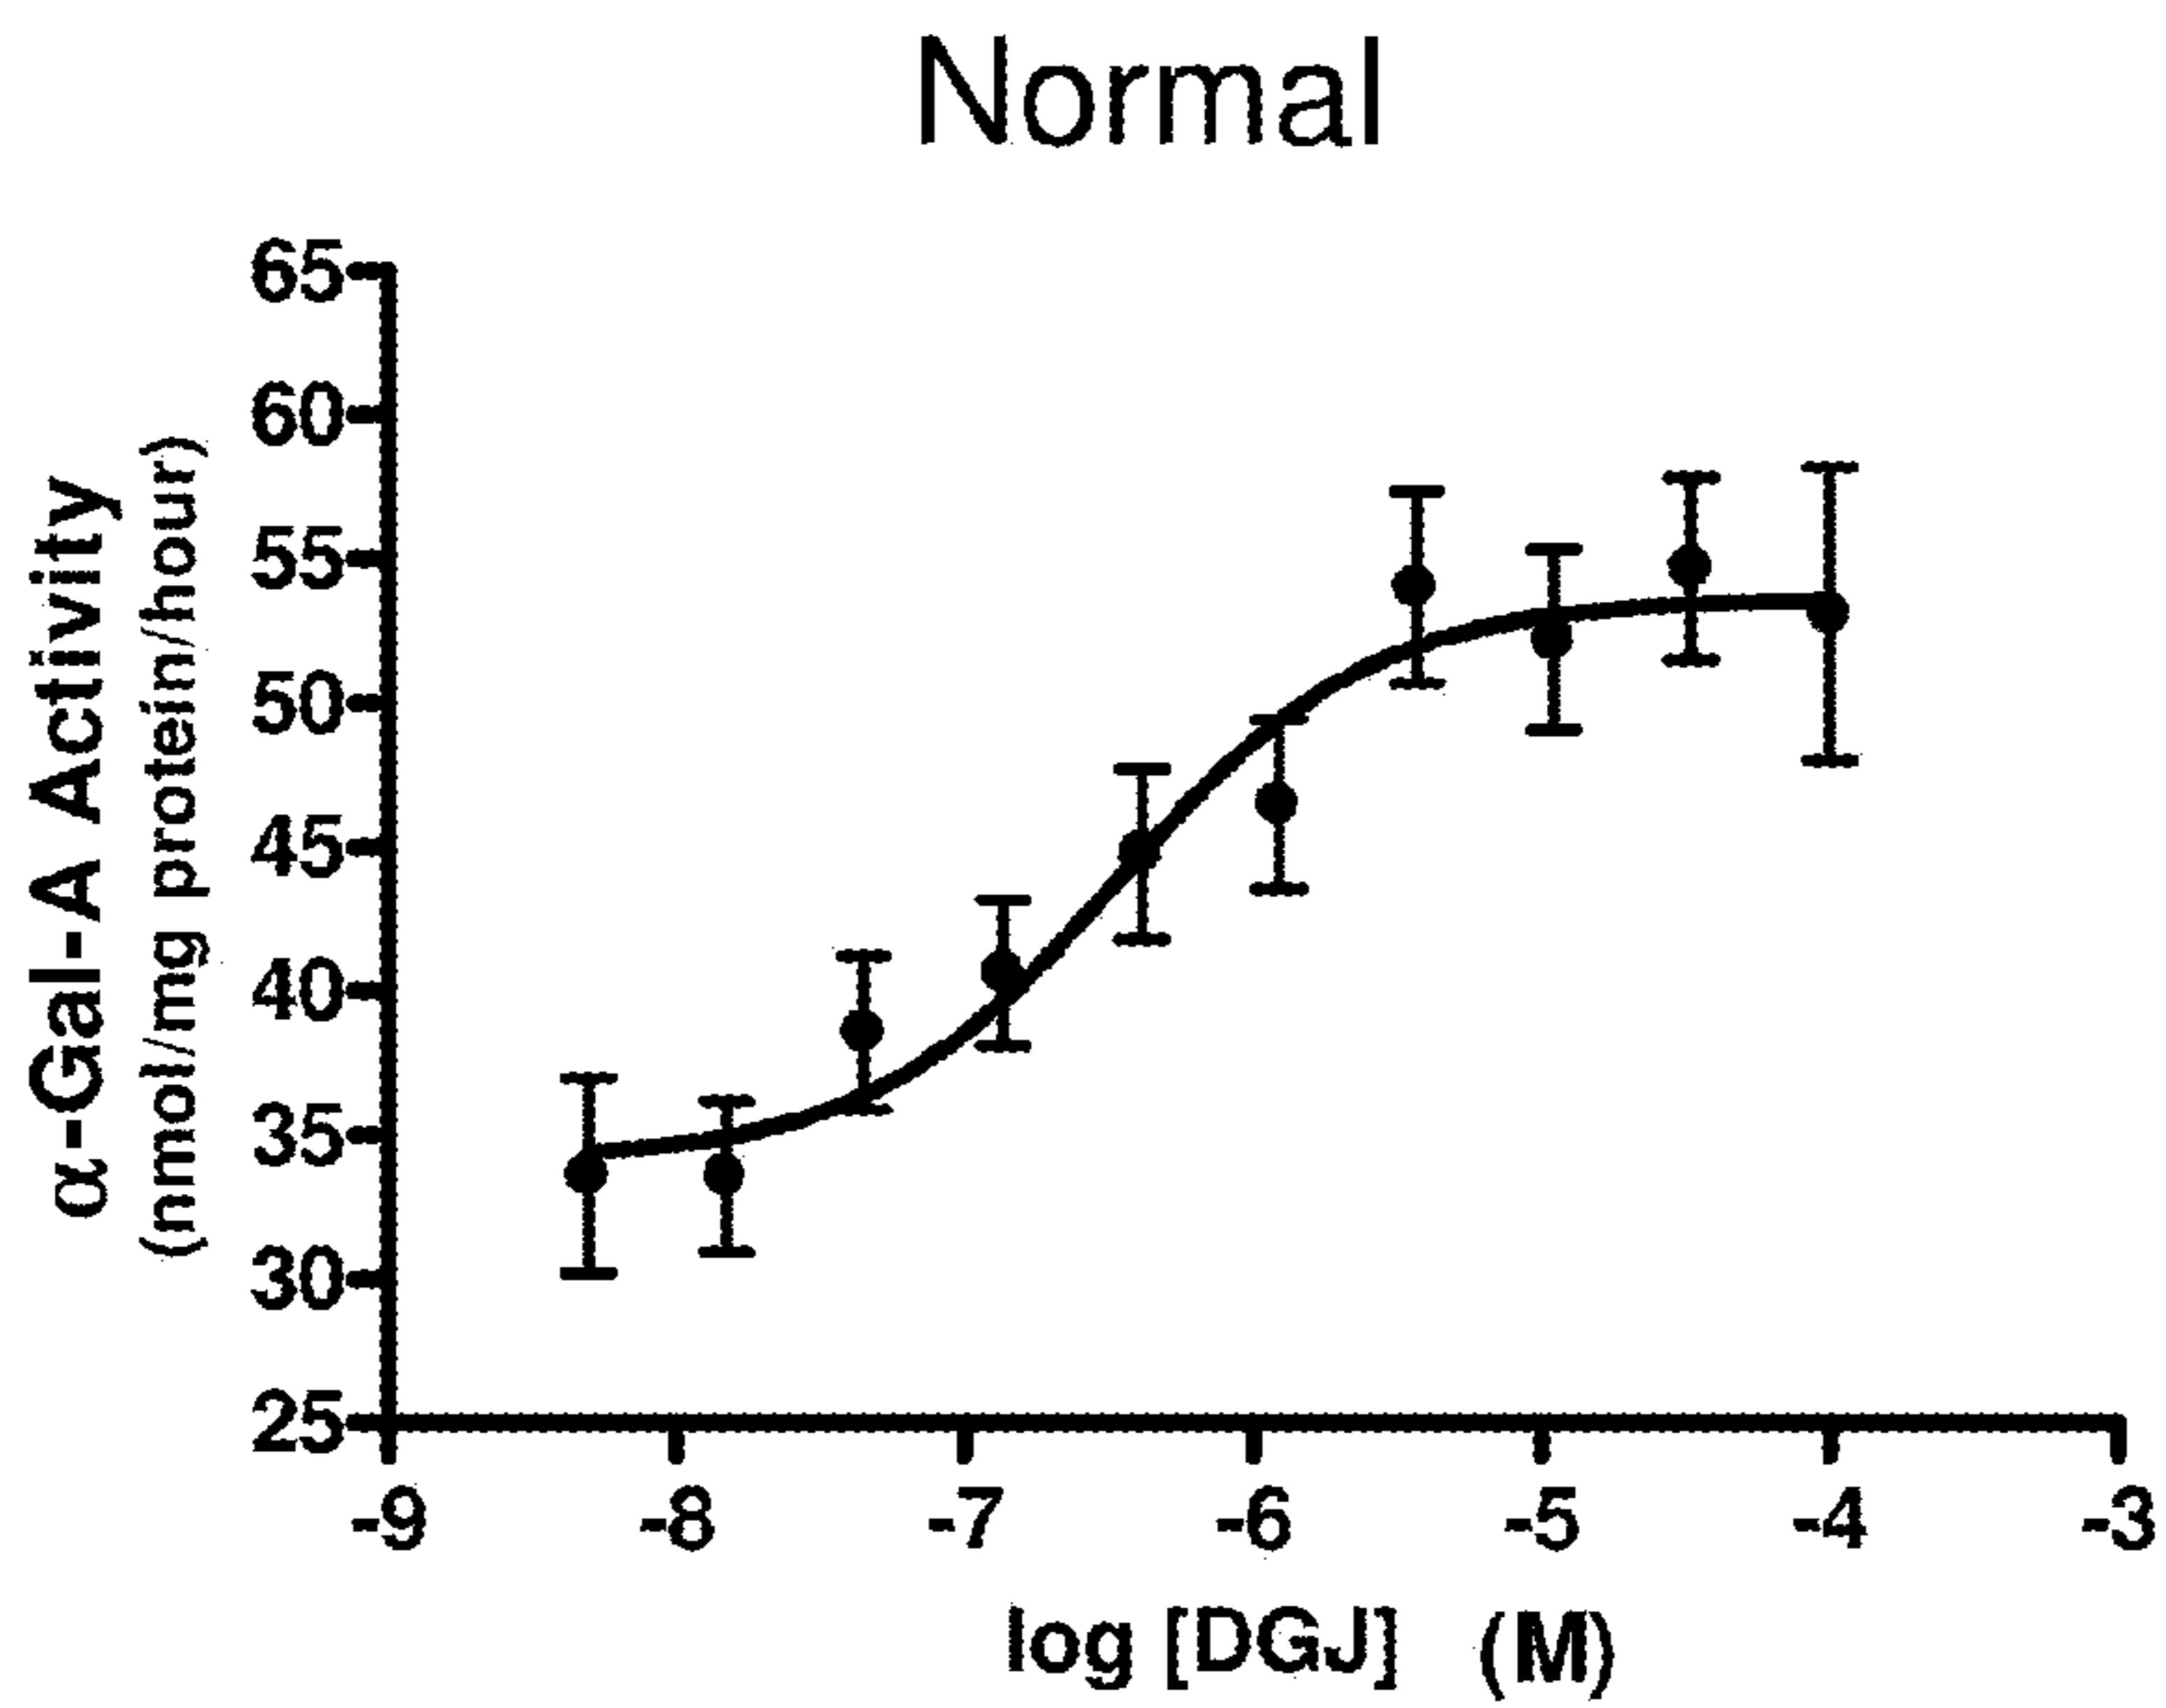 Normal
α-Gal-A Activity
(nmol/mg protein/hour)
65
60
55
50
45
40
35
30
25
-9 -8 -7 -6 -5 -4 -3
log [DGJ] (M)